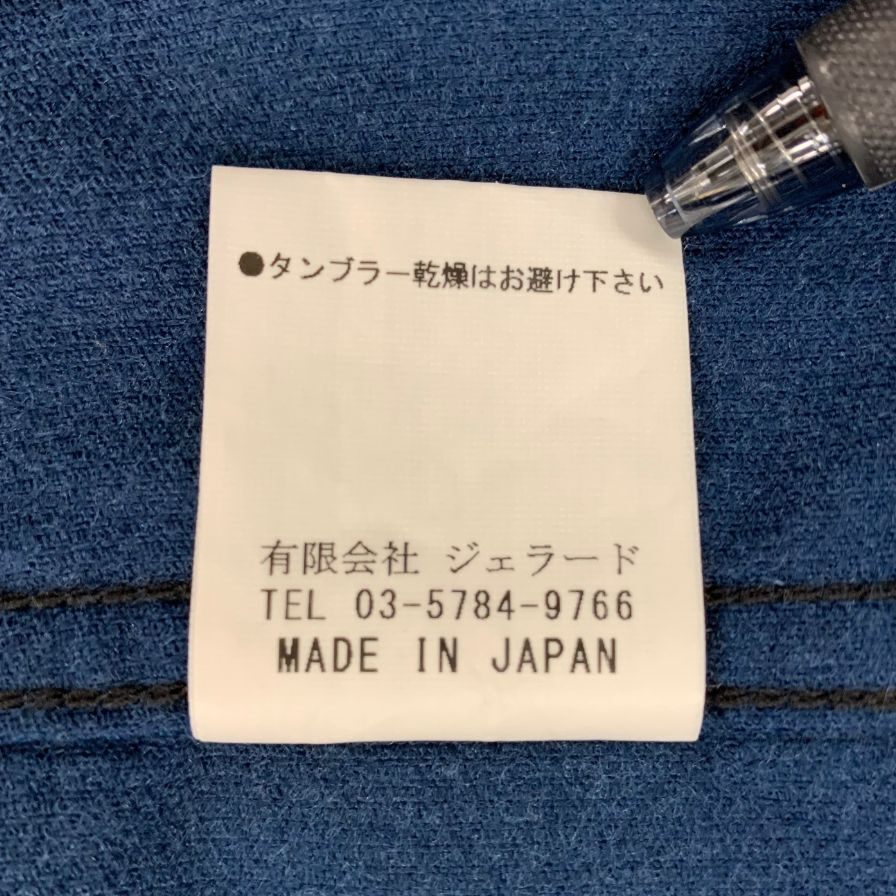 ●タンブラー乾燥はお避け下さい
有限会社 ジェラード
TEL 03-5784-9766
MADE IN JAPAN